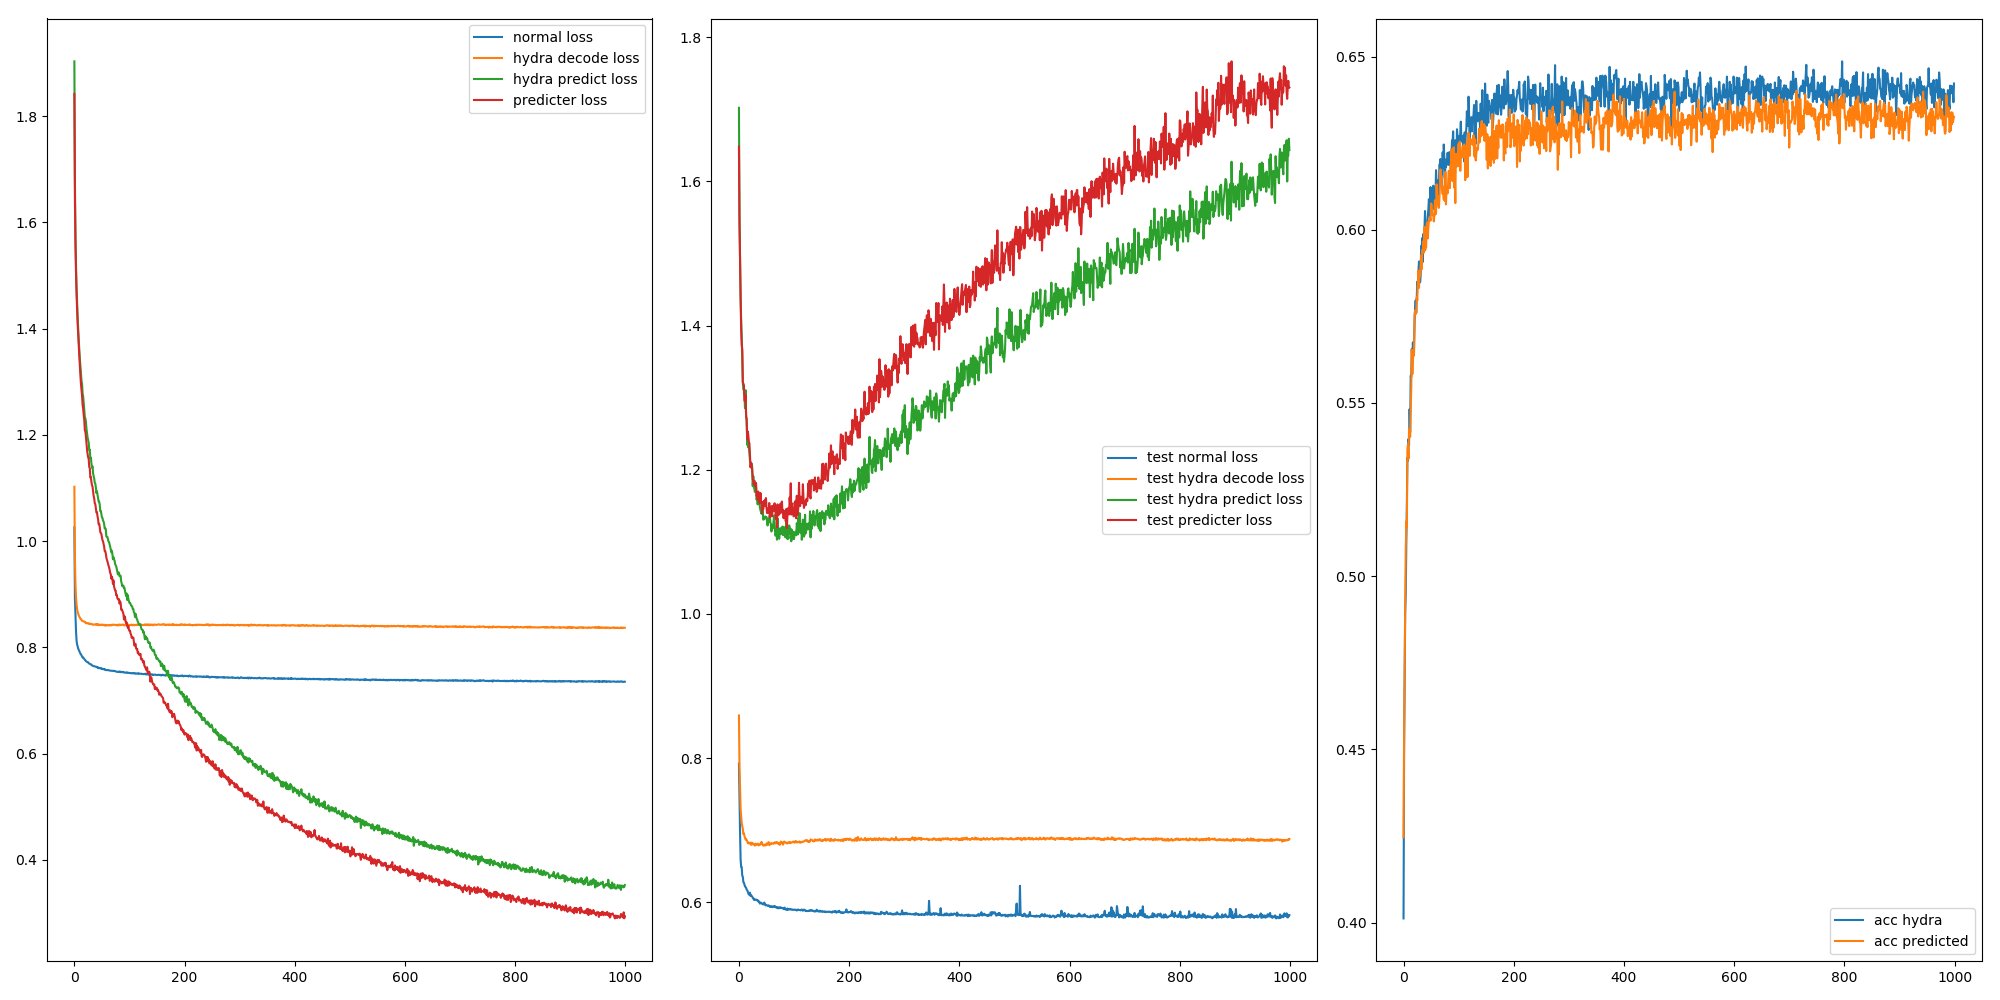 normal loss
hydra decode loss
hydra predict loss
predicter loss
1.8
1.6
1.4
1.2
1.0
0.8
0.6
0.4
0 200 400 600 800 1000
1.8
1.6
1.4
1.2
1.0
0.8
0.6
test normal loss
test hydra decode loss
test hydra predict loss
test predicter loss
0 200 400 600 800 1000
0.65
0.60
0.55
0.50
0.45
0.40
acc hydra
acc predicted
0 200 400 600 800 1000